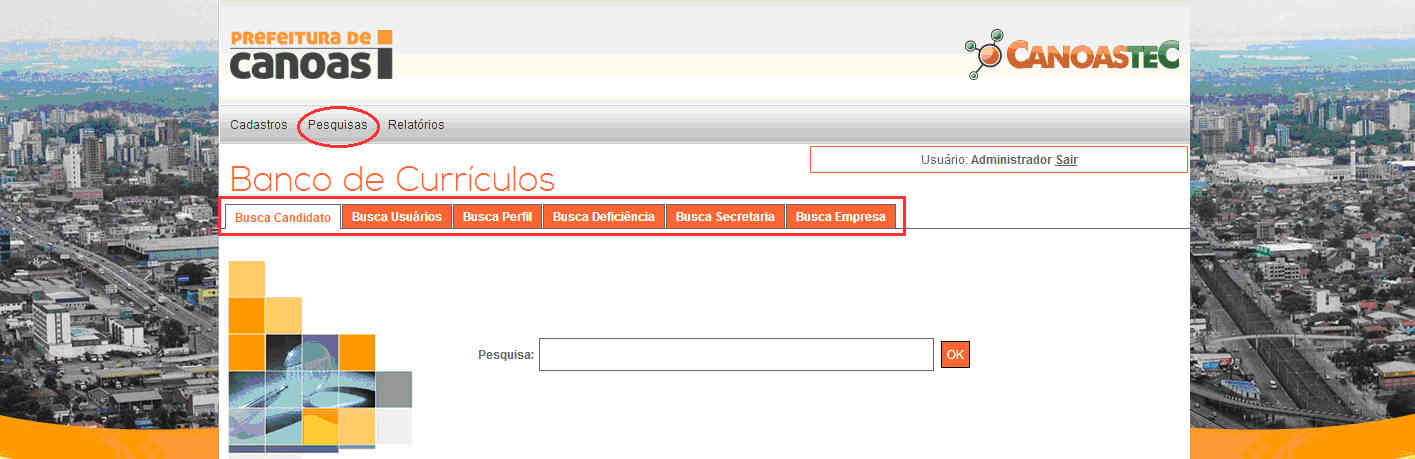 PREFEITURA DE
canoas
CANOASTEC
Cadastros Pesquisas Relatórios
Usuário: Administrador Sair
Banco de Currículos
Busca Candidato Busca Usuários Busca Perfil Busca Deficiência Busca Secretaria Busca Empresa
Pesquisa: OK